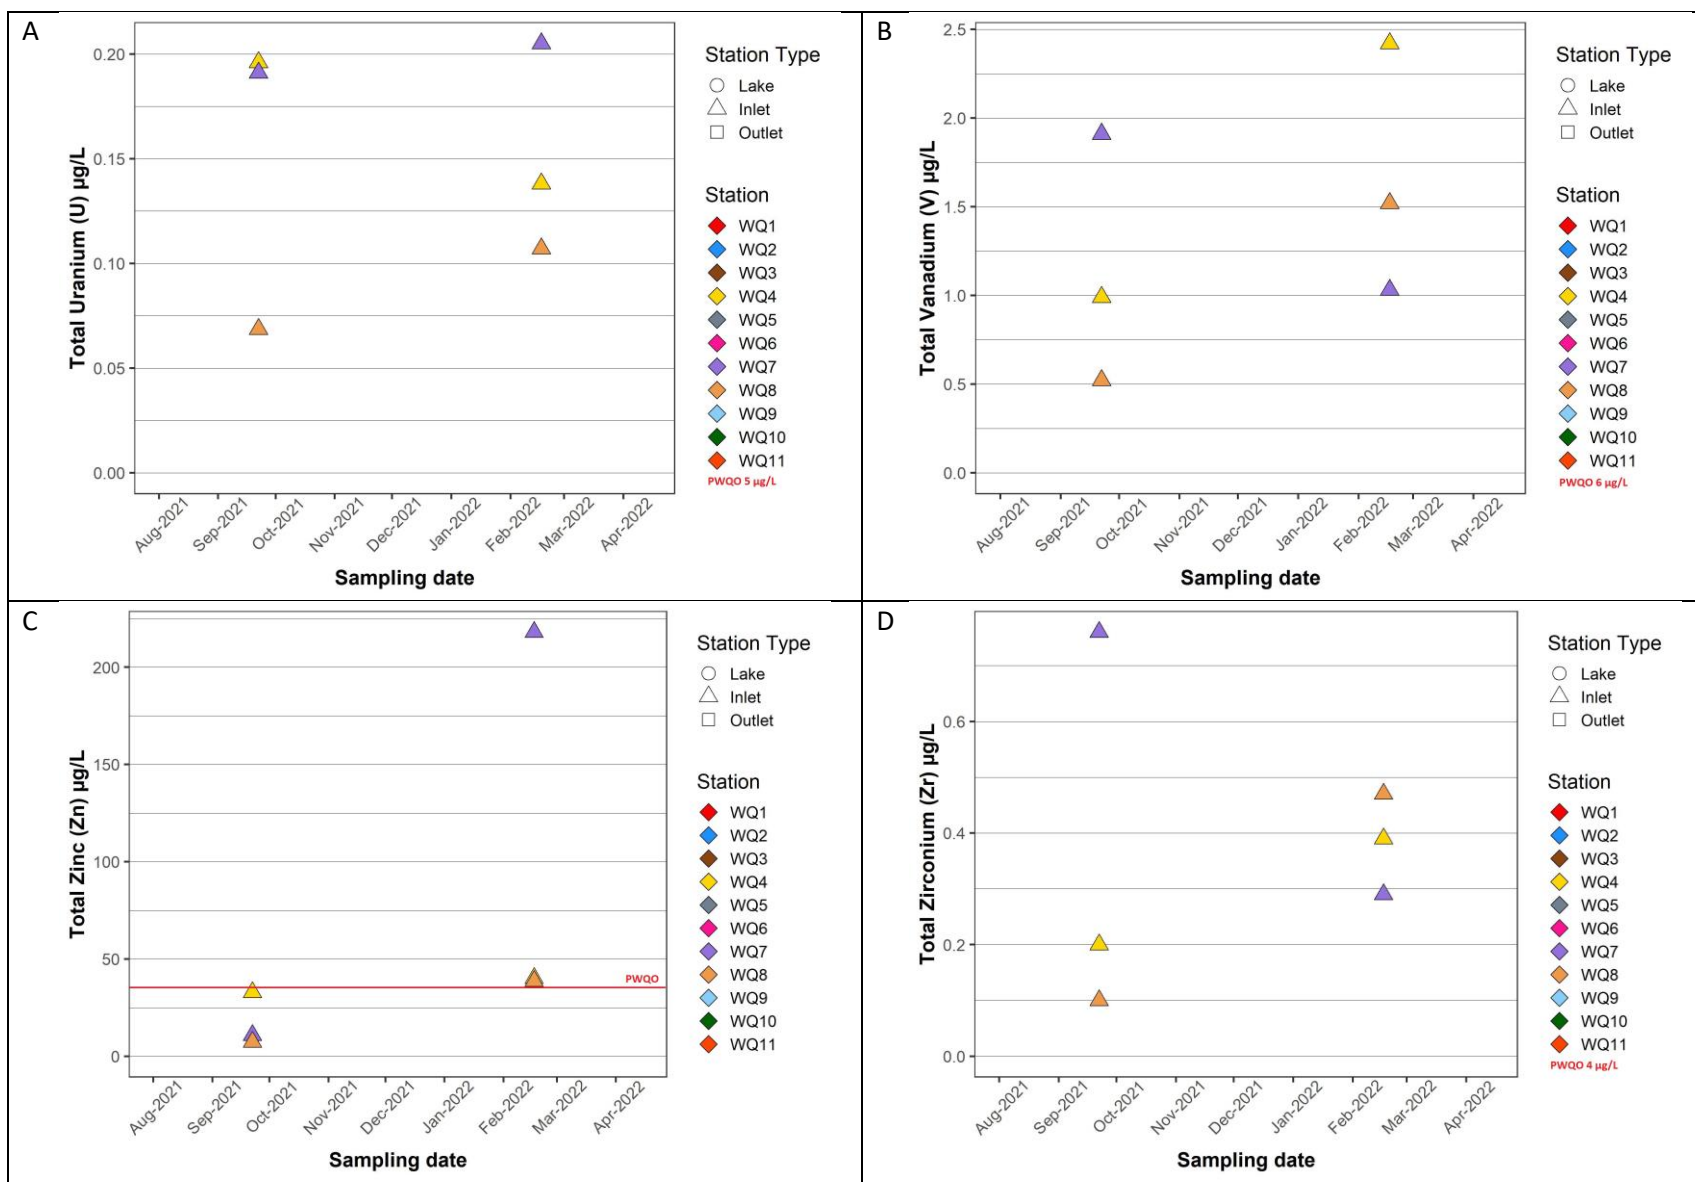 A
Total Uranium (U) µg/L
0.20
0.15
0.10
0.05
0.00
Aug-2021
Sep-2021
Oct-2021
Nov-2021
Dec-2021
Jan-2022
Feb-2022
Mar-2022
Apr-2022
Sampling date
Station Type
Lake
Inlet
Outlet
Station
WQ1
WQ2
WQ3
WQ4
WQ5
WQ6
WQ7
WQ8
WQ9
WQ10
WQ11
PWQO 5 µg/L
B
Total Vanadium (V) µg/L
2.5
2.0
1.5
1.0
0.5
0.0
Aug-2021
Sep-2021
Oct-2021
Nov-2021
Dec-2021
Jan-2022
Feb-2022
Mar-2022
Apr-2022
Sampling date
Station Type
Lake
Inlet
Outlet
Station
WQ1
WQ2
WQ3
WQ4
WQ5
WQ6
WQ7
WQ8
WQ9
WQ10
WQ11
PWQO 6 µg/L
C
Total Zinc (Zn) µg/L
200
150
100
50
0
PWQO
Aug-2021
Sep-2021
Oct-2021
Nov-2021
Dec-2021
Jan-2022
Feb-2022
Mar-2022
Apr-2022
Sampling date
Station Type
Lake
Inlet
Outlet
Station
WQ1
WQ2
WQ3
WQ4
WQ5
WQ6
WQ7
WQ8
WQ9
WQ10
WQ11
D
Total Zirconium (Zr) µg/L
0.6
0.4
0.2
0.0
Aug-2021
Sep-2021
Oct-2021
Nov-2021
Dec-2021
Jan-2022
Feb-2022
Mar-2022
Apr-2022
Sampling date
Station Type
Lake
Inlet
Outlet
Station
WQ1
WQ2
WQ3
WQ4
WQ5
WQ6
WQ7
WQ8
WQ9
WQ10
WQ11
PWQO 4 µg/L